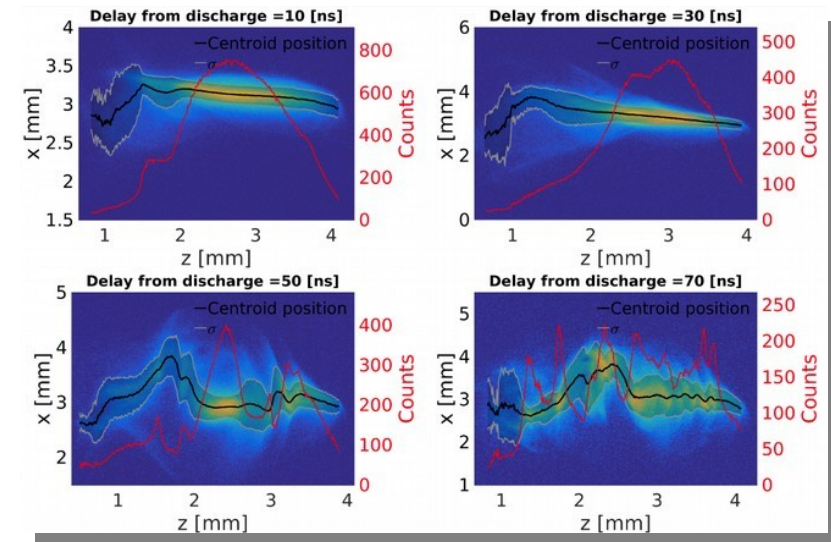 Delay from discharge =10 [ns]
4
3.5
3
2.5
2
1.5
x [mm]
Centroid position
σ
800
600
400
200
0
Counts
1 2 3 4
z [mm]
Delay from discharge =30 [ns]
6
4
2
0
x [mm]
Centroid position
σ
500
400
300
200
100
0
Counts
1 2 3 4
z [mm]
Delay from discharge =50 [ns]
5
4
3
2
x [mm]
Centroid position
σ
400
300
200
100
0
Counts
1 2 3 4
z [mm]
Delay from discharge =70 [ns]
5
4
3
2
1
x [mm]
Centroid position
σ
250
200
150
100
50
0
Counts
1 2 3 4
z [mm]